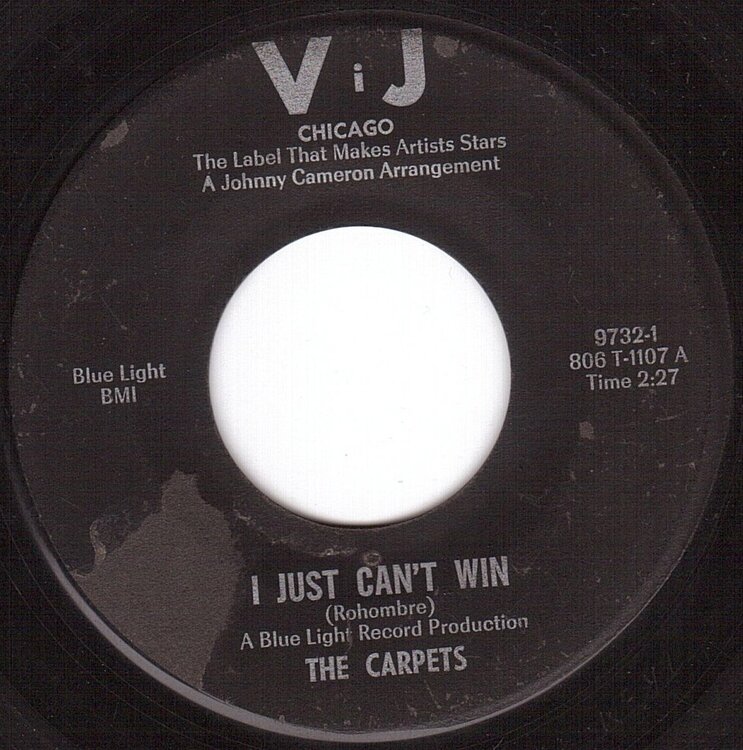 V i J
CHICAGO
The Label That Makes Artists Stars
A Johnny Cameron Arrangement
9732-1
806 T-1107 A
Time 2:27
Blue Light
BMI
I JUST CAN'T WIN
(Rohombre)
A Blue Light Record Production
THE CARPETS